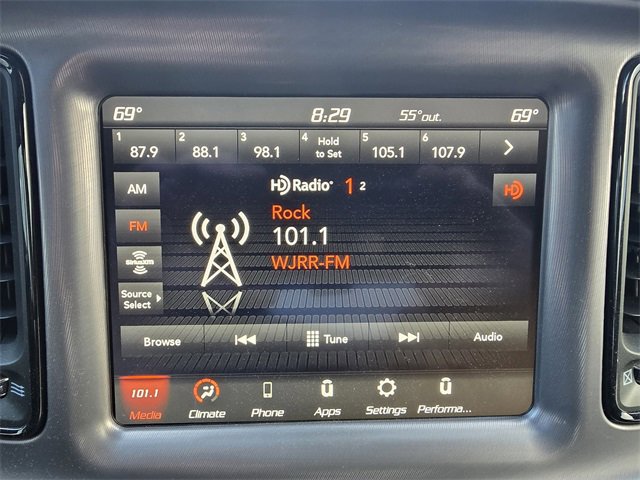 69° 8:29 55°out. 69°
1 87.9 2 88.1 3 98.1 4 Hold to Set 5 105.1 6 107.9
AM
HD Radio 1 2
HD
Rock
FM
101.1
WJRR-FM
SiriusXM
Source
Select
Browse Tune Audio
101.1
Media Climate Phone Apps Settings Performa...